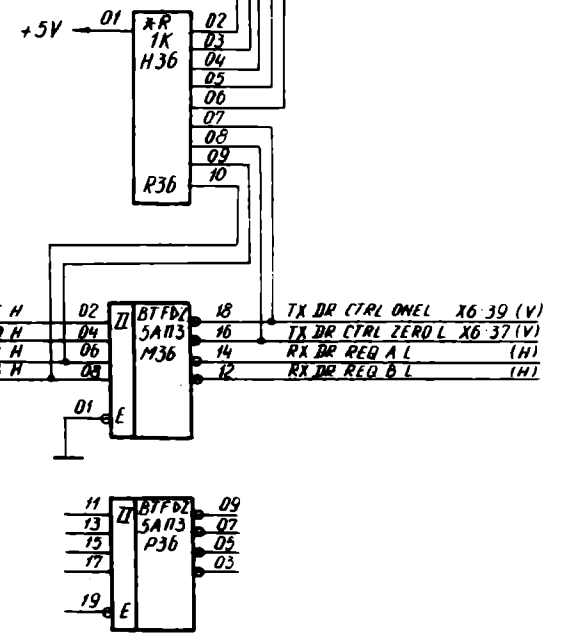 +5V 01 *R 02
1K 03
H36 04
05
06
07
08
09
R36 10
H 02 D BTFDZ 18 TX DR CTRL ONE L X6·39 (V)
H 04 5АП3 16 TX DR CTRL ZERO L X6·37 (V)
H 06 M36 14 RX DR REQ A L (H)
H 08 12 RX DR REQ B L (H)
01 E
11 D BTFDZ 09
13 5АП3 07
15 P36 05
17 03
19 E